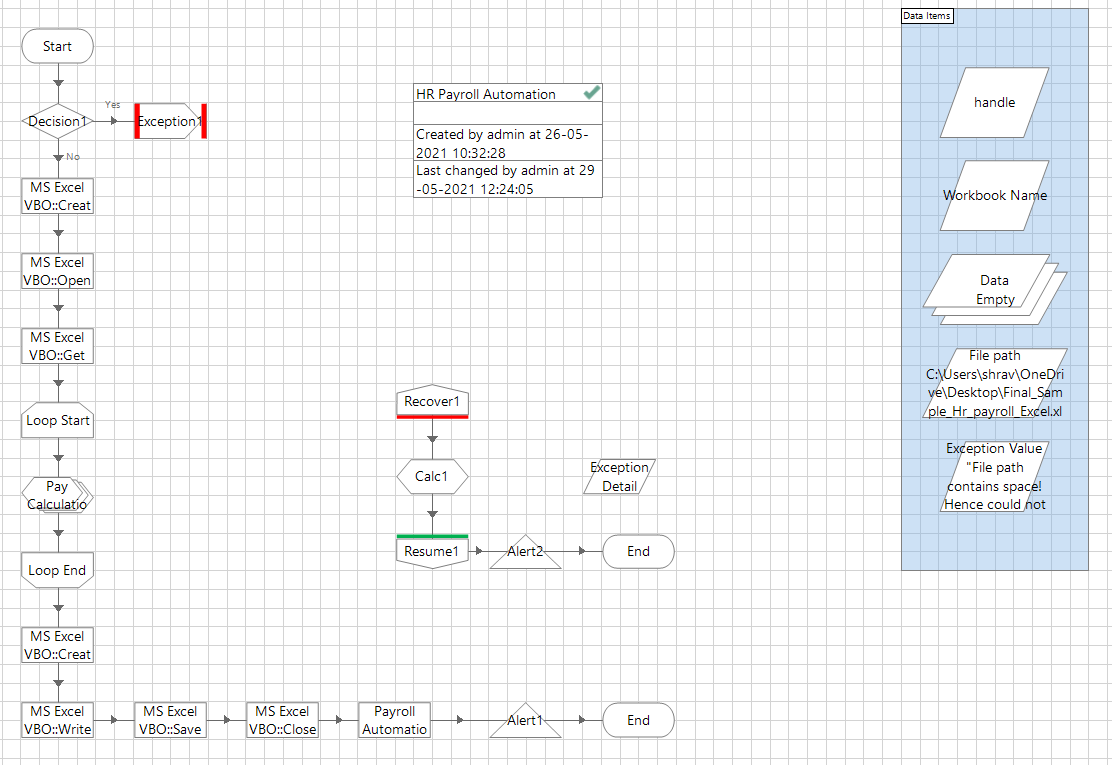 Start
Decision1
Yes
Exception1
No
MS Excel
VBO::Creat
MS Excel
VBO::Open
MS Excel
VBO::Get
Loop Start
Pay
Calculatio
Loop End
MS Excel
VBO::Creat
MS Excel
VBO::Write
MS Excel
VBO::Save
MS Excel
VBO::Close
Payroll
Automatio
Alert1
End
HR Payroll Automation
Created by admin at 26-05-
2021 10:32:28
Last changed by admin at 29
-05-2021 12:24:05
Recover1
Calc1
Resume1
Alert2
End
Exception
Detail
Data Items
handle
Workbook Name
Data
Empty
File path
C:\Users\shrav\OneDri
ve\Desktop\Final_Sam
ple_Hr_payroll_Excel.xl
Exception Value
"File path
contains space!
Hence could not